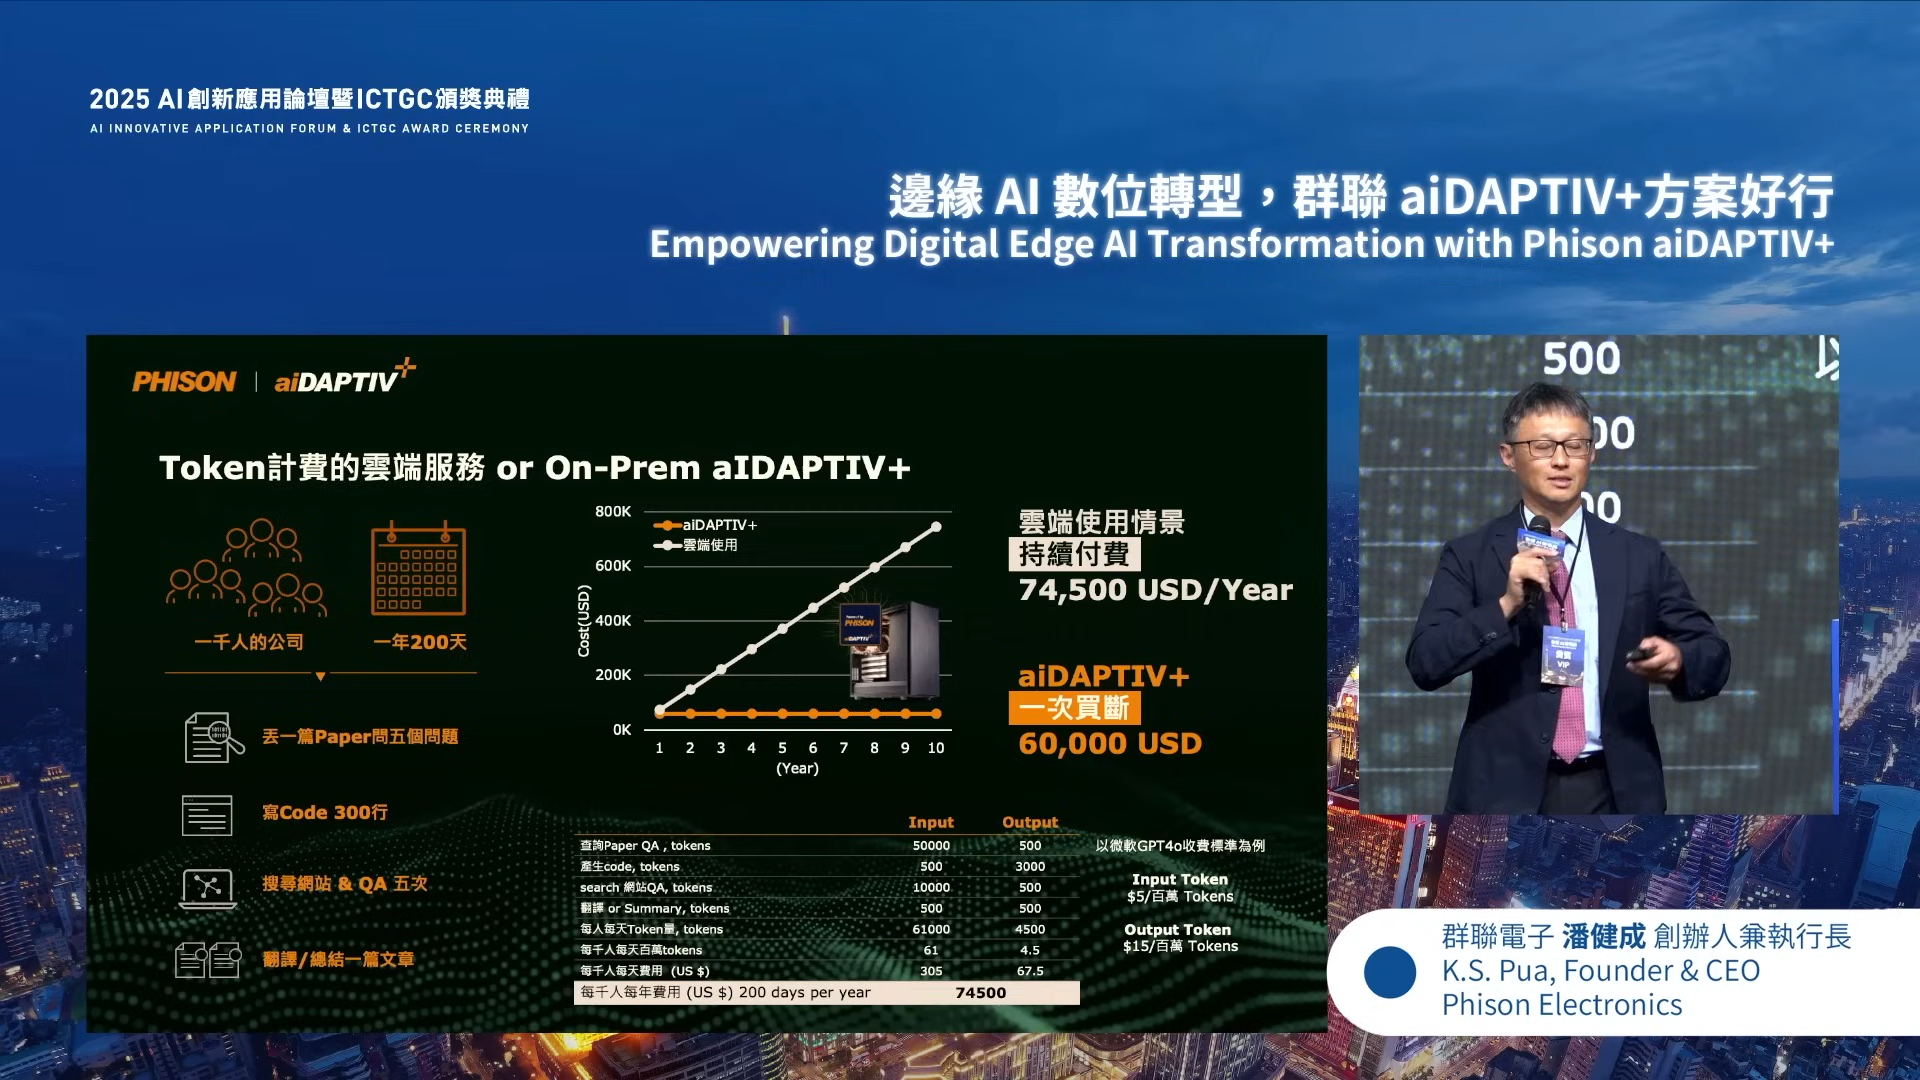 2025 AI創新應用論壇暨ICTGC頒獎典禮
AI INNOVATIVE APPLICATION FORUM & ICTGC AWARD CEREMONY
邊緣 AI 數位轉型，群聯 aiDAPTIV+方案好行
Empowering Digital Edge AI Transformation with Phison aiDAPTIV+
PHISON | aiDAPTIV+
Token計費的雲端服務 or On-Prem aIDAPTIV+
一千人的公司
一年200天
丟一篇Paper問五個問題
寫Code 300行
搜尋網站 & QA 五次
翻譯/總結一篇文章
800K
600K
400K
200K
0K
Cost(USD)
aiDAPTIV+
雲端使用
1 2 3 4 5 6 7 8 9 10
(Year)
PHISON
aiDAPTIV+
雲端使用情景
持續付費
74,500 USD/Year
aiDAPTIV+
一次買斷
60,000 USD
Input Output
查詢Paper QA , tokens 50000 500
產生code, tokens 500 3000
search 網站QA, tokens 10000 500
翻譯 or Summary, tokens 500 500
每人每天Token量, tokens 61000 4500
每千人每天百萬tokens 61 4.5
每千人每天費用 (US $) 305 67.5
每千人每年費用 (US $) 200 days per year 74500
以微軟GPT4o收費標準為例
Input Token
$5/百萬 Tokens
Output Token
$15/百萬 Tokens
500
00
00
貴賓
VIP
群聯電子 潘健成 創辦人兼執行長
K.S. Pua, Founder & CEO
Phison Electronics